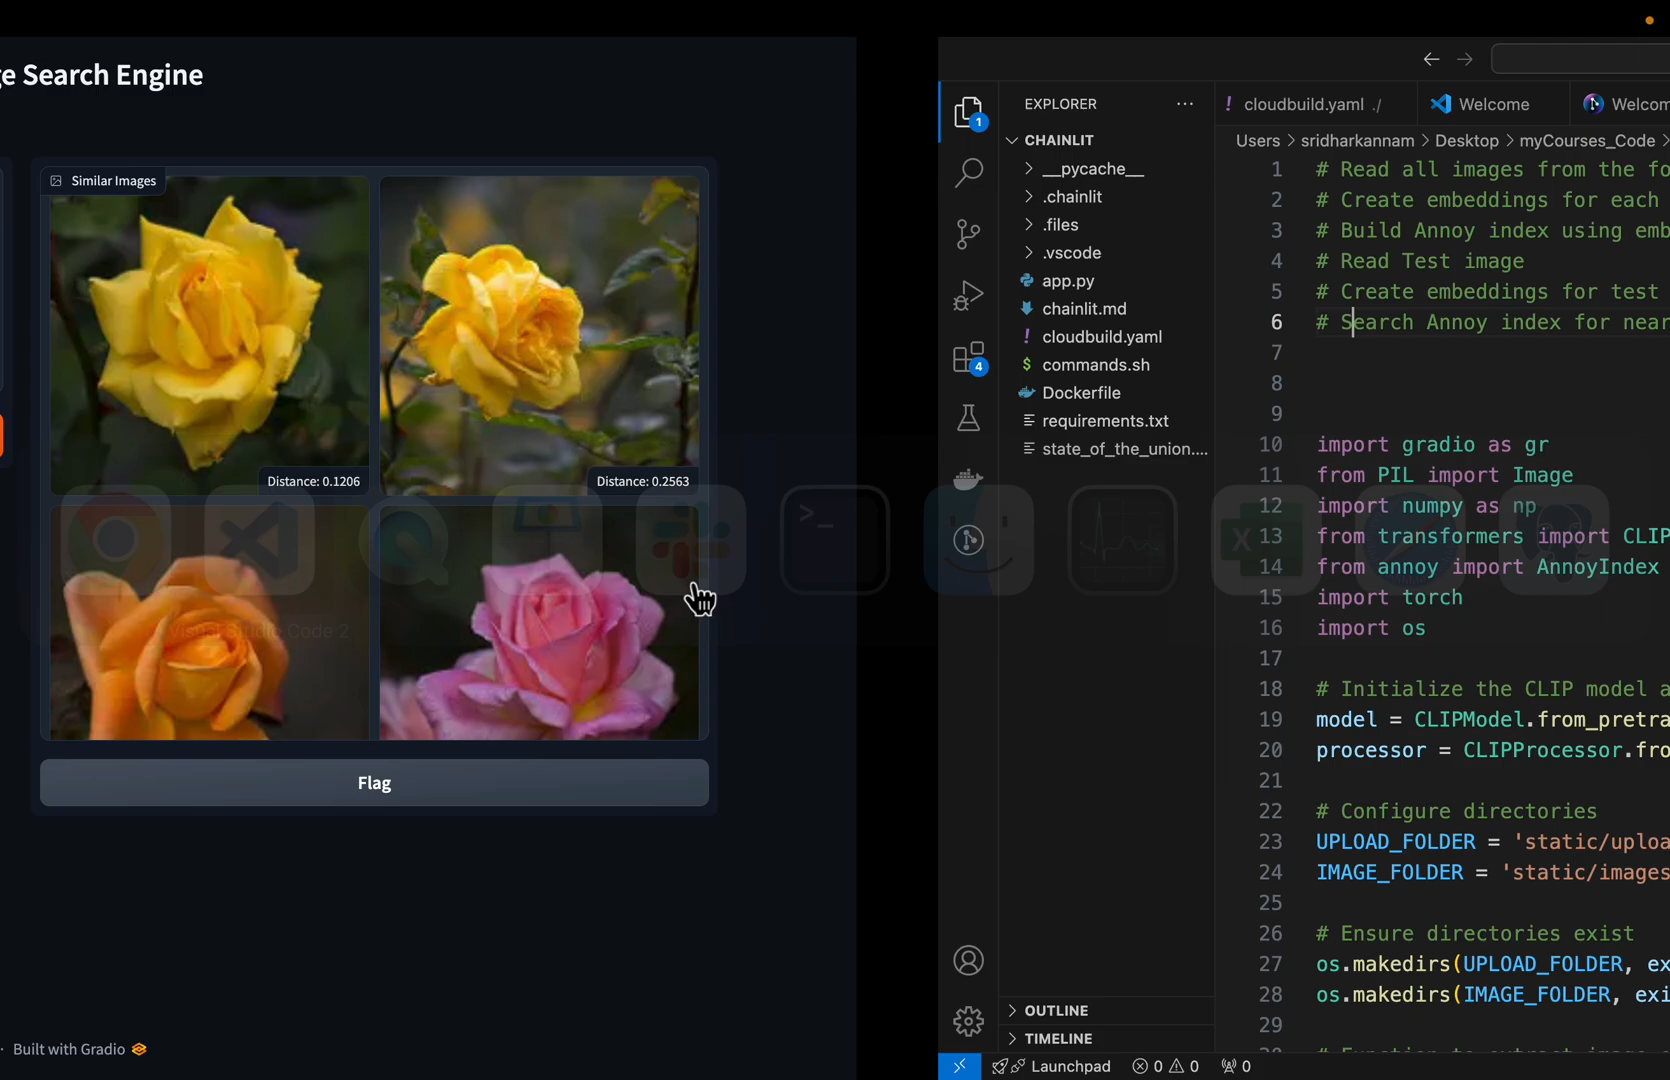 e Search Engine
Similar Images
Distance: 0.1206
Distance: 0.2563
Flag
Built with Gradio
Visual Studio Code 2
EXPLORER
1
CHAINLIT
__pycache__
.chainlit
.files
.vscode
app.py
chainlit.md
cloudbuild.yaml
commands.sh
Dockerfile
requirements.txt
state_of_the_union....
4
OUTLINE
TIMELINE
Launchpad 0 0 0
cloudbuild.yaml ./ Welcome Welcom
Users > sridharkannam > Desktop > myCourses_Code >
1 # Read all images from the fo
2 # Create embeddings for each
3 # Build Annoy index using emb
4 # Read Test image
5 # Create embeddings for test
6 # Search Annoy index for near
7
8
9
10 import gradio as gr
11 from PIL import Image
12 import numpy as np
13 from transformers import CLIP
14 from annoy import AnnoyIndex
15 import torch
16 import os
17
18 # Initialize the CLIP model a
19 model = CLIPModel.from_pretra
20 processor = CLIPProcessor.fro
21
22 # Configure directories
23 UPLOAD_FOLDER = 'static/uploa
24 IMAGE_FOLDER = 'static/images
25
26 # Ensure directories exist
27 os.makedirs(UPLOAD_FOLDER, ex
28 os.makedirs(IMAGE_FOLDER, exi
29